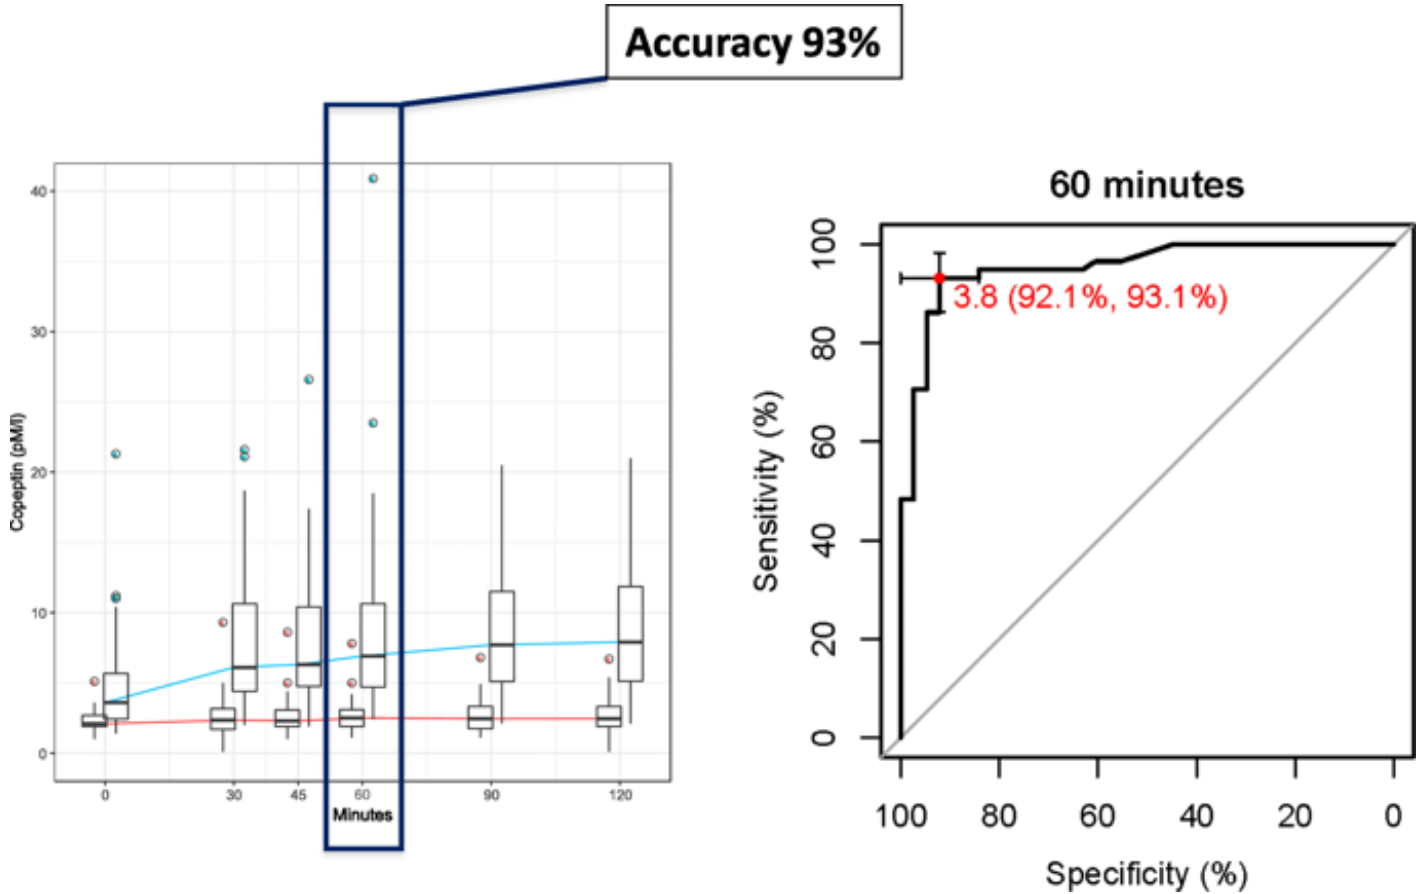 Accuracy 93%
Copeptin (pM/l)
40
30
20
10
0
0 30 45 60 90 120
Minutes
60 minutes
Sensitivity (%)
100
80
60
40
20
0
3.8 (92.1%, 93.1%)
100 80 60 40 20 0
Specificity (%)